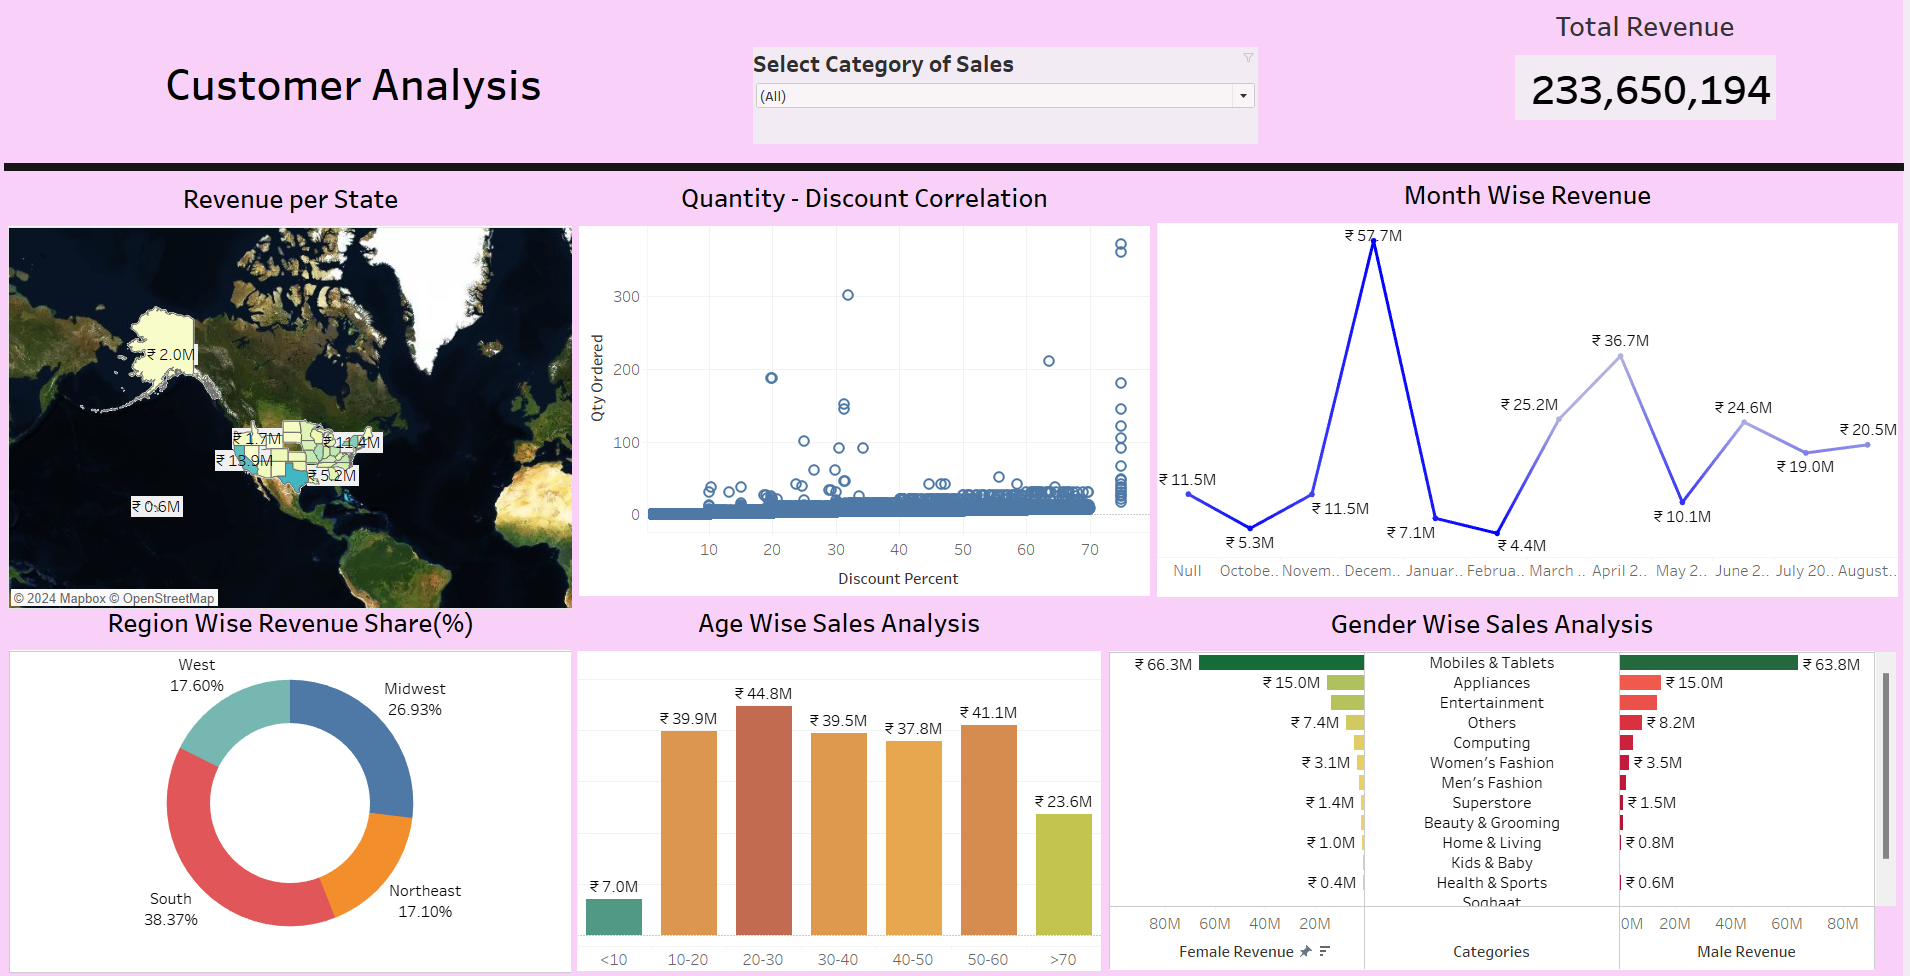 Customer Analysis
Select Category of Sales
(All)
Total Revenue
233,650,194
Revenue per State
₹ 2.0M
₹ 1.7M
₹ 11.4M
₹ 13.9M
₹ 5.2M
₹ 0.6M
© 2024 Mapbox © OpenStreetMap
Quantity - Discount Correlation
Qty Ordered
300
200
100
0
10 20 30 40 50 60 70
Discount Percent
Month Wise Revenue
₹ 57.7M
₹ 36.7M
₹ 25.2M
₹ 24.6M
₹ 20.5M
₹ 19.0M
₹ 11.5M
₹ 11.5M
₹ 10.1M
₹ 7.1M
₹ 5.3M
₹ 4.4M
Null Octobe.. Novem.. Decem.. Januar.. Februa.. March .. April 2.. May 2.. June 2.. July 20.. August..
Region Wise Revenue Share(%)
West
17.60%
Midwest
26.93%
South
38.37%
Northeast
17.10%
Age Wise Sales Analysis
₹ 7.0M
₹ 39.9M
₹ 44.8M
₹ 39.5M
₹ 37.8M
₹ 41.1M
₹ 23.6M
<10 10-20 20-30 30-40 40-50 50-60 >70
Gender Wise Sales Analysis
₹ 66.3M Mobiles & Tablets ₹ 63.8M
₹ 15.0M Appliances ₹ 15.0M
Entertainment
₹ 7.4M Others ₹ 8.2M
Computing
₹ 3.1M Women's Fashion ₹ 3.5M
Men's Fashion
₹ 1.4M Superstore ₹ 1.5M
Beauty & Grooming
₹ 1.0M Home & Living ₹ 0.8M
Kids & Baby
₹ 0.4M Health & Sports ₹ 0.6M
Soghaat
80M 60M 40M 20M 0M 20M 40M 60M 80M
Female Revenue Categories Male Revenue